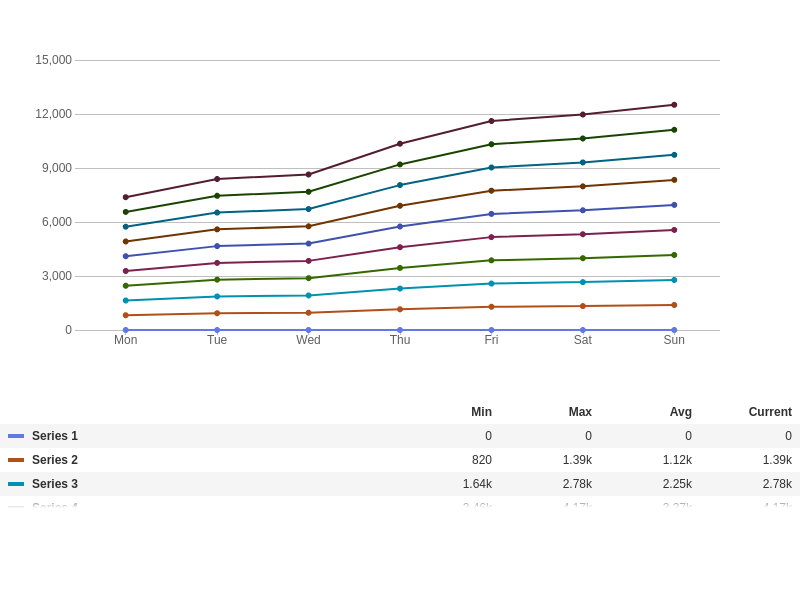 15,000
12,000
9,000
6,000
3,000
0
Mon Tue Wed Thu Fri Sat Sun
Min Max Avg Current
Series 1 0 0 0 0
Series 2 820 1.39k 1.12k 1.39k
Series 3 1.64k 2.78k 2.25k 2.78k